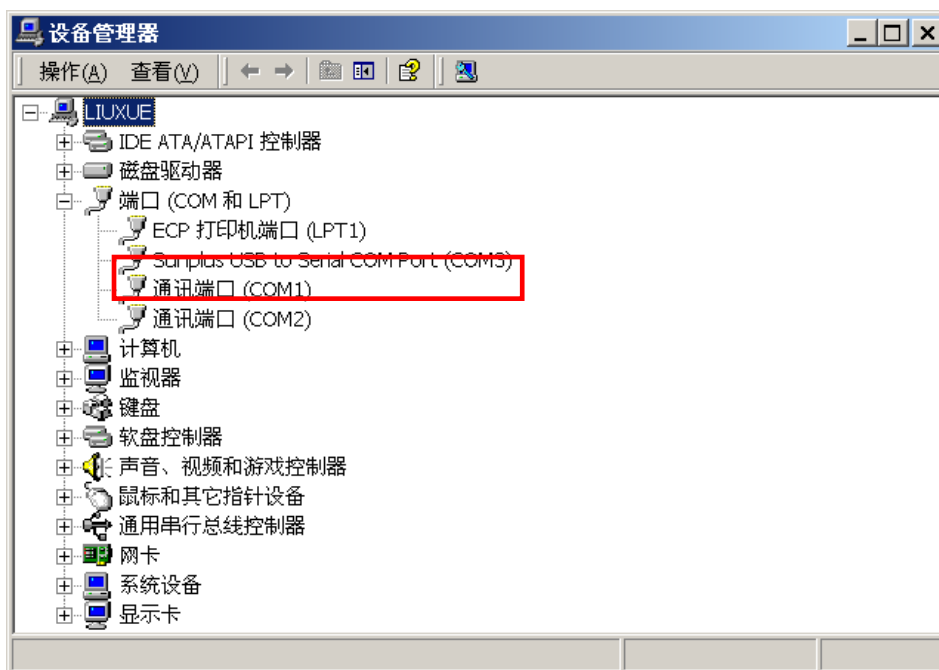 设备管理器
操作(A) 查看(V)
LIUXUE
IDE ATA/ATAPI 控制器
磁盘驱动器
端口 (COM 和 LPT)
ECP 打印机端口 (LPT1)
Sunplus USB to Serial COM Port (COM3)
通讯端口 (COM1)
通讯端口 (COM2)
计算机
监视器
键盘
软盘控制器
声音、视频和游戏控制器
鼠标和其它指针设备
通用串行总线控制器
网卡
系统设备
显示卡